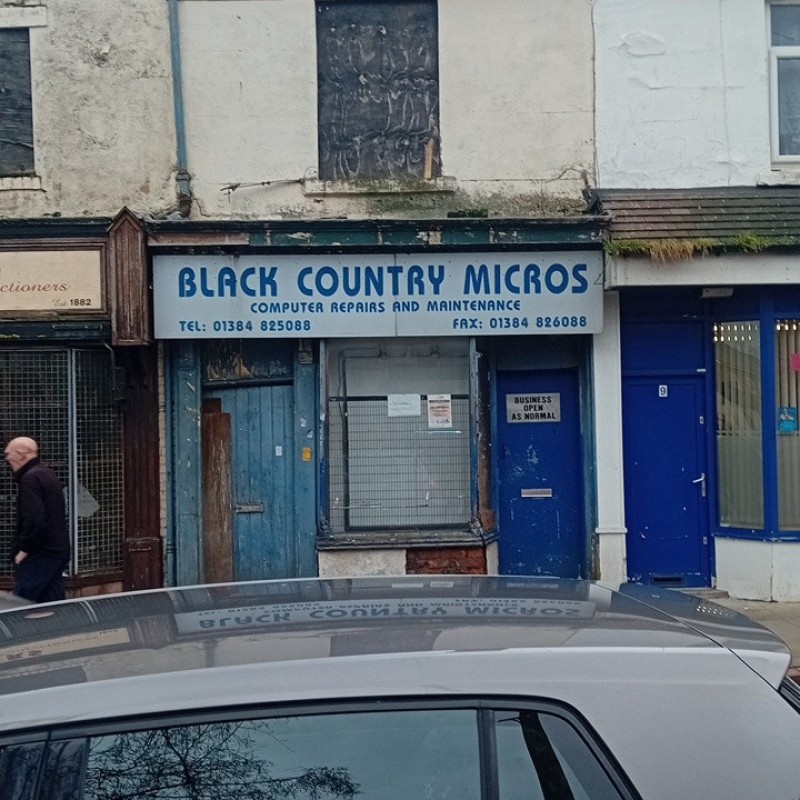 ctioners
Est 1882
BLACK COUNTRY MICROS
COMPUTER REPAIRS AND MAINTENANCE
TEL: 01384 825088 FAX: 01384 826088
BUSINESS
OPEN
AS NORMAL
9